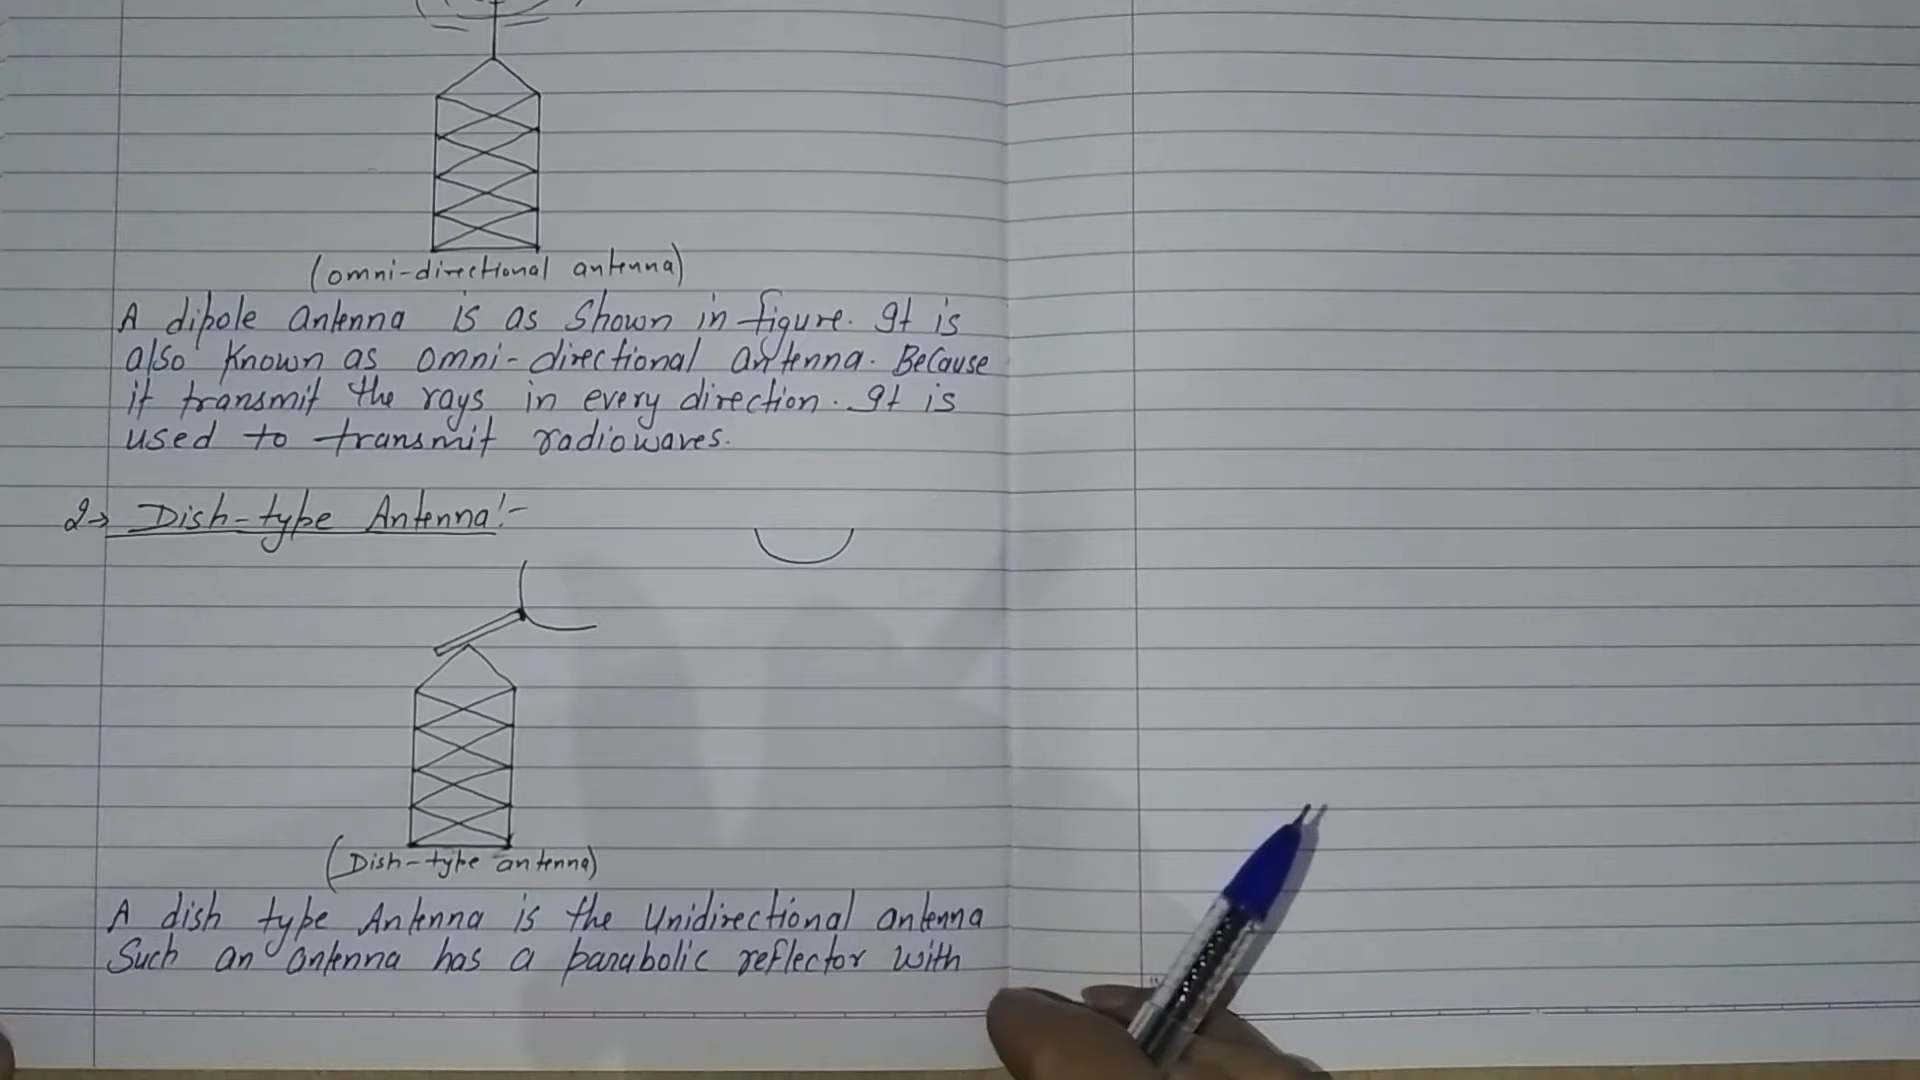 (omni-directional antenna)
A dipole antenna is as shown in figure. It is
also known as omni-directional antenna. Because
it transmit the rays in every direction. It is
used to transmit radiowaves.
2→ Dish-type Antenna:-
(Dish-type antenna)
A dish type Antenna is the Unidirectional antenna
Such an antenna has a parabolic reflector with